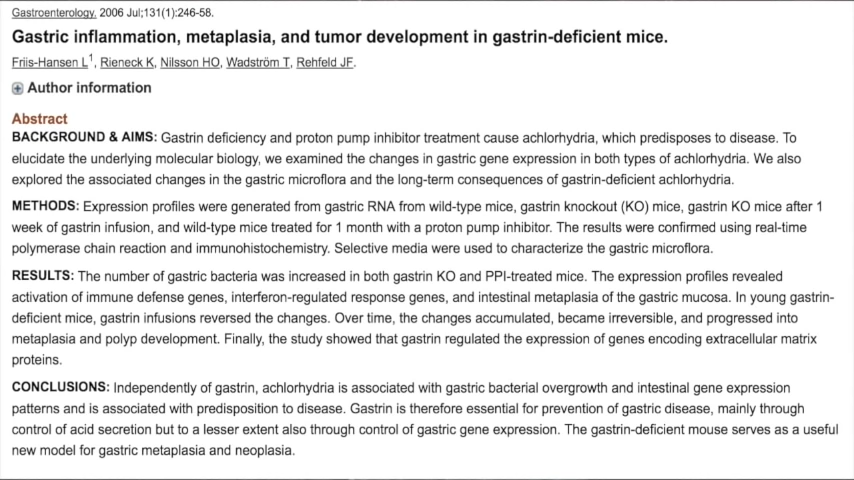 Gastroenterology. 2006 Jul;131(1):246-58.
Gastric inflammation, metaplasia, and tumor development in gastrin-deficient mice.
Friis-Hansen L1, Rieneck K, Nilsson HO, Wadström T, Rehfeld JF.
Author information
Abstract
BACKGROUND & AIMS: Gastrin deficiency and proton pump inhibitor treatment cause achlorhydria, which predisposes to disease. To
elucidate the underlying molecular biology, we examined the changes in gastric gene expression in both types of achlorhydria. We also
explored the associated changes in the gastric microflora and the long-term consequences of gastrin-deficient achlorhydria.
METHODS: Expression profiles were generated from gastric RNA from wild-type mice, gastrin knockout (KO) mice, gastrin KO mice after 1
week of gastrin infusion, and wild-type mice treated for 1 month with a proton pump inhibitor. The results were confirmed using real-time
polymerase chain reaction and immunohistochemistry. Selective media were used to characterize the gastric microflora.
RESULTS: The number of gastric bacteria was increased in both gastrin KO and PPI-treated mice. The expression profiles revealed
activation of immune defense genes, interferon-regulated response genes, and intestinal metaplasia of the gastric mucosa. In young gastrin-
deficient mice, gastrin infusions reversed the changes. Over time, the changes accumulated, became irreversible, and progressed into
metaplasia and polyp development. Finally, the study showed that gastrin regulated the expression of genes encoding extracellular matrix
proteins.
CONCLUSIONS: Independently of gastrin, achlorhydria is associated with gastric bacterial overgrowth and intestinal gene expression
patterns and is associated with predisposition to disease. Gastrin is therefore essential for prevention of gastric disease, mainly through
control of acid secretion but to a lesser extent also through control of gastric gene expression. The gastrin-deficient mouse serves as a useful
new model for gastric metaplasia and neoplasia.